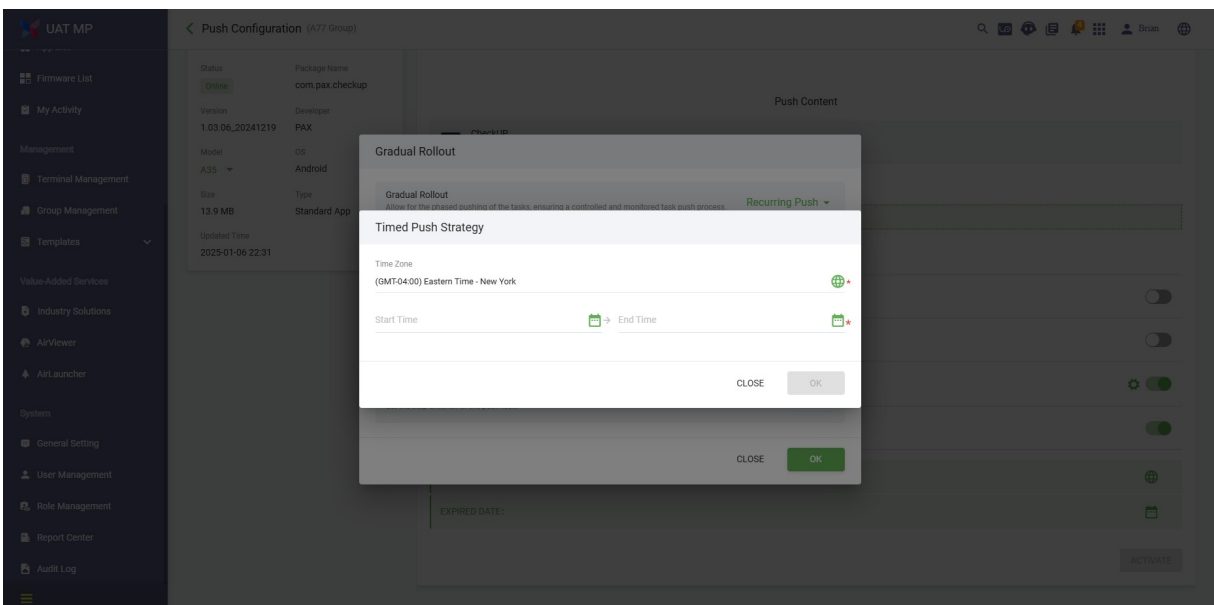 UAT MP
Push Configuration (A77 Group)
Brian
Firmware List
My Activity
Management
Terminal Management
Group Management
Templates
Value-Added Services
Industry Solutions
AirViewer
AirLauncher
System
General Setting
User Management
Role Management
Report Center
Audit Log
Status
Package Name
Online
com.pax.checkup
Version
Developer
1.03.06_20241219
PAX
Model
OS
A35
Android
Size
Type
13.9 MB
Standard App
Updated Time
2025-01-06 22:31
Push Content
CheckUP
Gradual Rollout
Gradual Rollout
Allow for the phased pushing of the tasks, ensuring a controlled and monitored task push process.
Recurring Push
Timed Push Strategy
Time Zone
(GMT-04:00) Eastern Time - New York
*
Start Time
→
End Time
*
CLOSE
OK
CLOSE
OK
EXPIRED DATE:
ACTIVATE